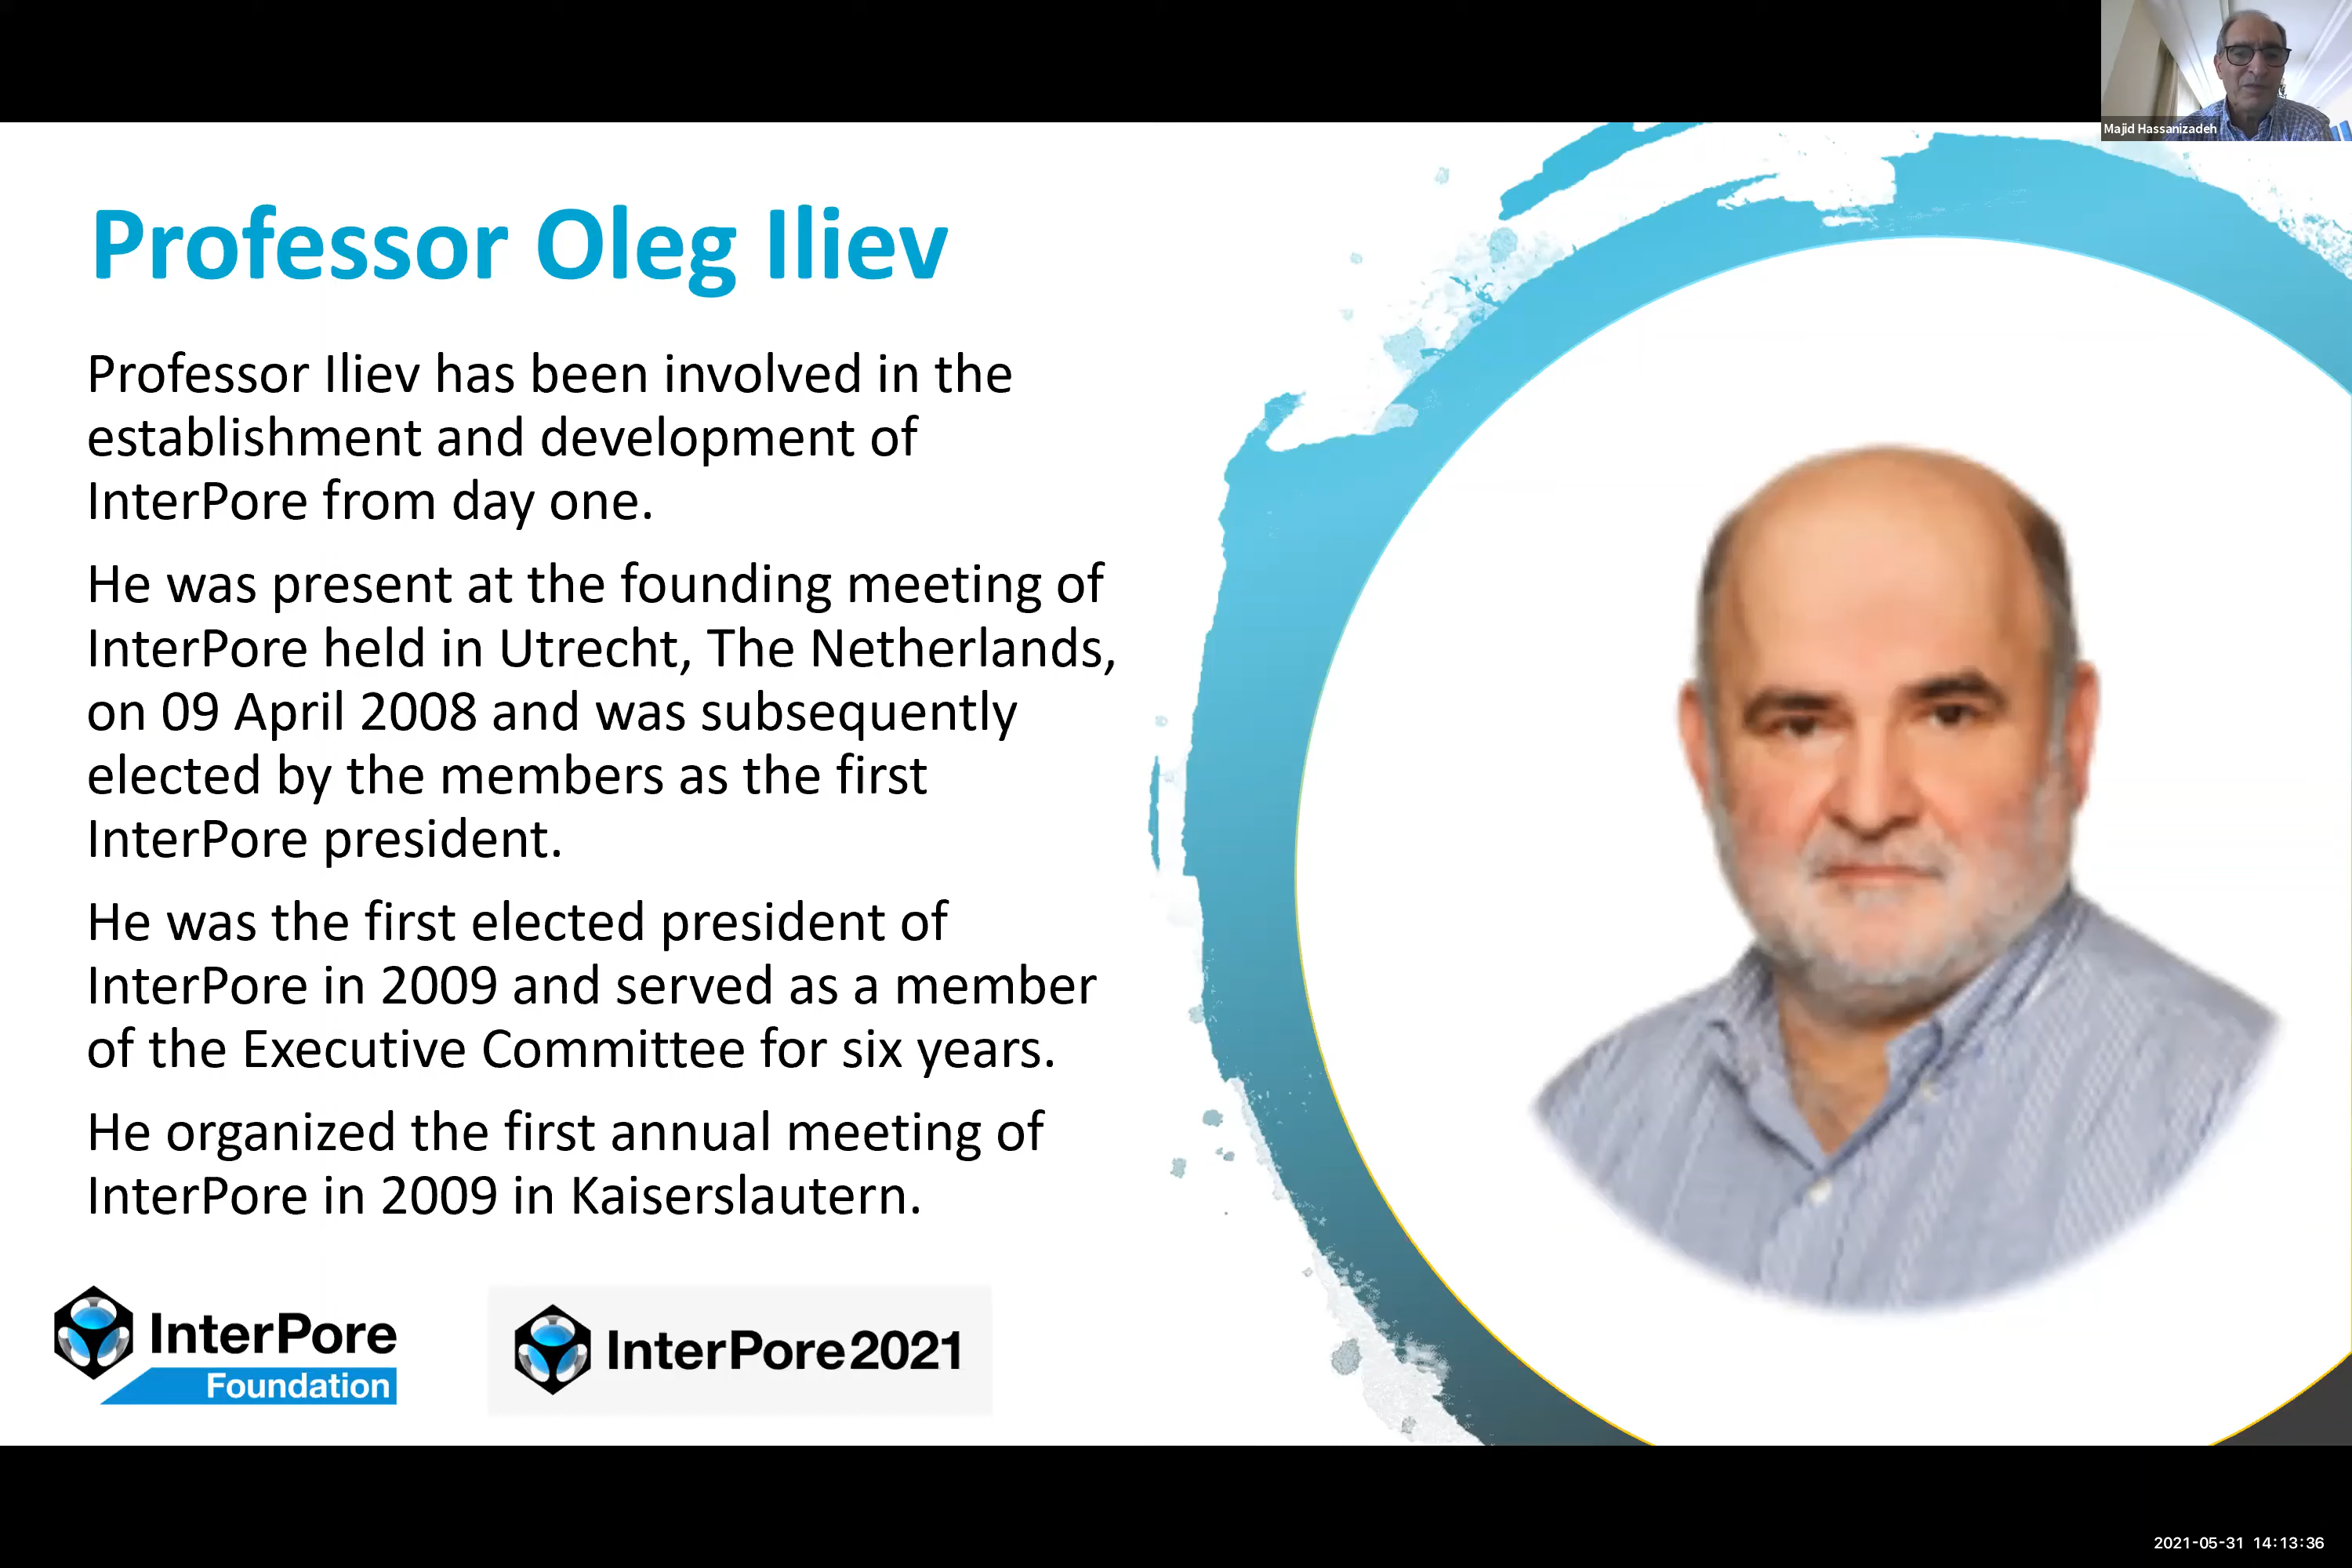 Majid Hassanizadeh
Professor Oleg Iliev
Professor Iliev has been involved in the
establishment and development of
InterPore from day one.
He was present at the founding meeting of
InterPore held in Utrecht, The Netherlands,
on 09 April 2008 and was subsequently
elected by the members as the first
InterPore president.
He was the first elected president of
InterPore in 2009 and served as a member
of the Executive Committee for six years.
He organized the first annual meeting of
InterPore in 2009 in Kaiserslautern.
InterPore
Foundation
InterPore2021
2021-05-31 14:13:36